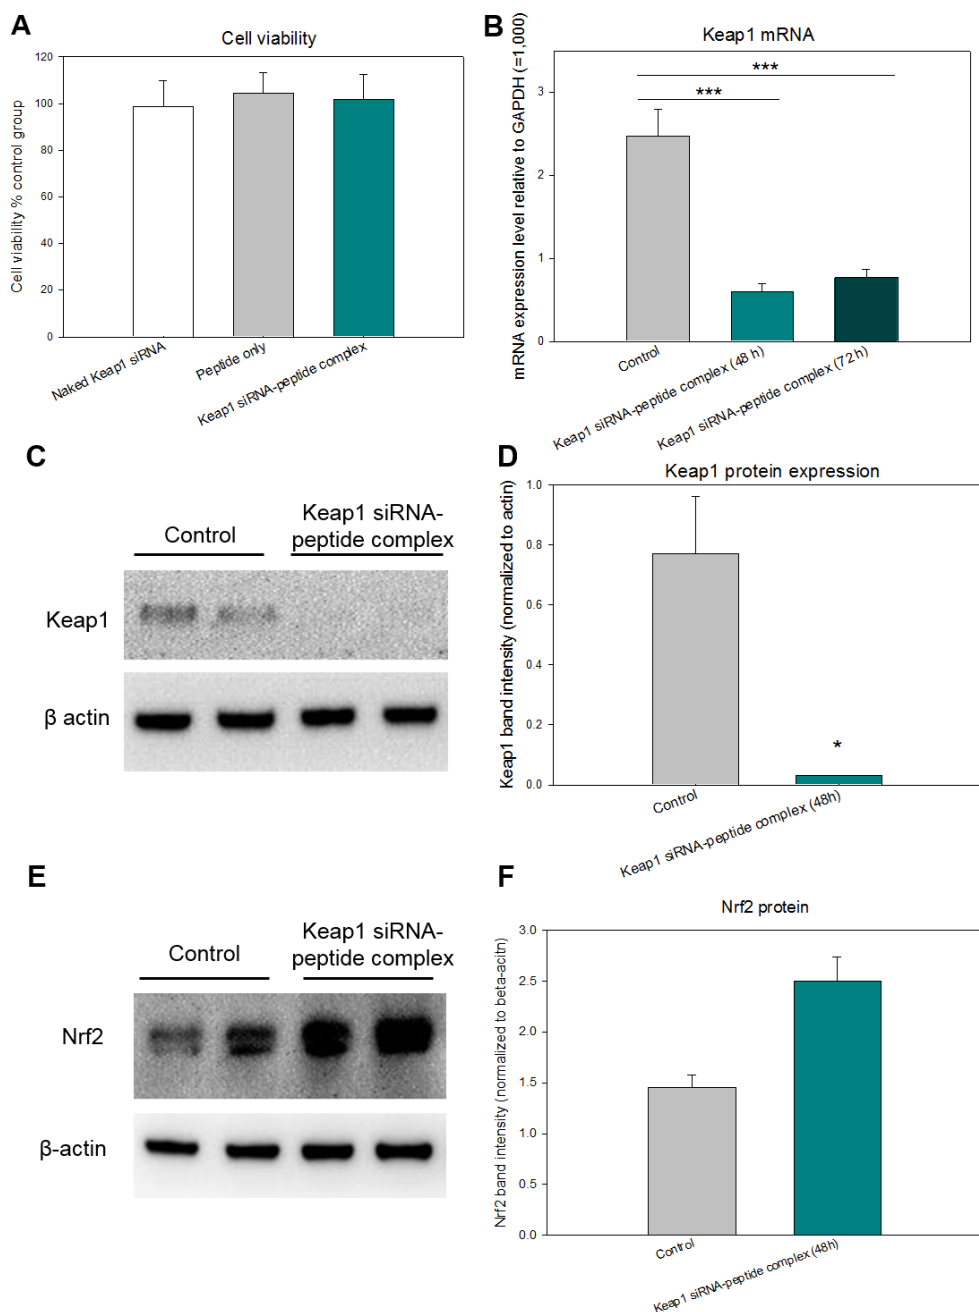 A
Cell viability
Cell viability % control group
120
100
80
60
40
20
0
Naked Keap1 siRNA
Peptide only
Keap1 siRNA-peptide complex
B
Keap1 mRNA
mRNA expression level relative to GAPDH (=1,000)
***
***
3
2
1
0
Control
Keap1 siRNA-peptide complex (48 h)
Keap1 siRNA-peptide complex (72 h)
C
Control
Keap1 siRNA-
peptide complex
Keap1
β actin
D
Keap1 protein expression
Keap1 band intensity (normalized to actin)
1.0
0.8
0.6
0.4
0.2
0.0
*
Control
Keap1 siRNA-peptide complex (48h)
E
Control
Keap1 siRNA-
peptide complex
Nrf2
β-actin
F
Nrf2 protein
Nrf2 band intensity (normalized to beta-acitn)
3.0
2.5
2.0
1.5
1.0
0.5
0.0
Control
Keap1 siRNA-peptide complex (48h)